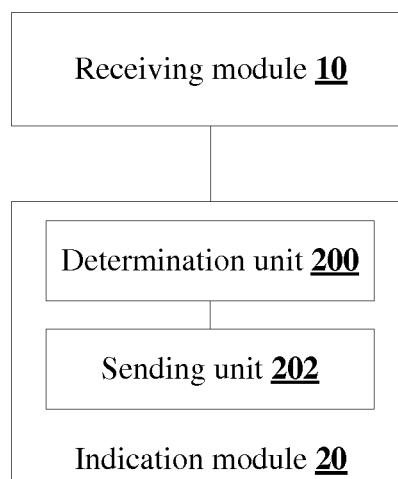 Receiving module 10
Determination unit 200
Sending unit 202
Indication module 20